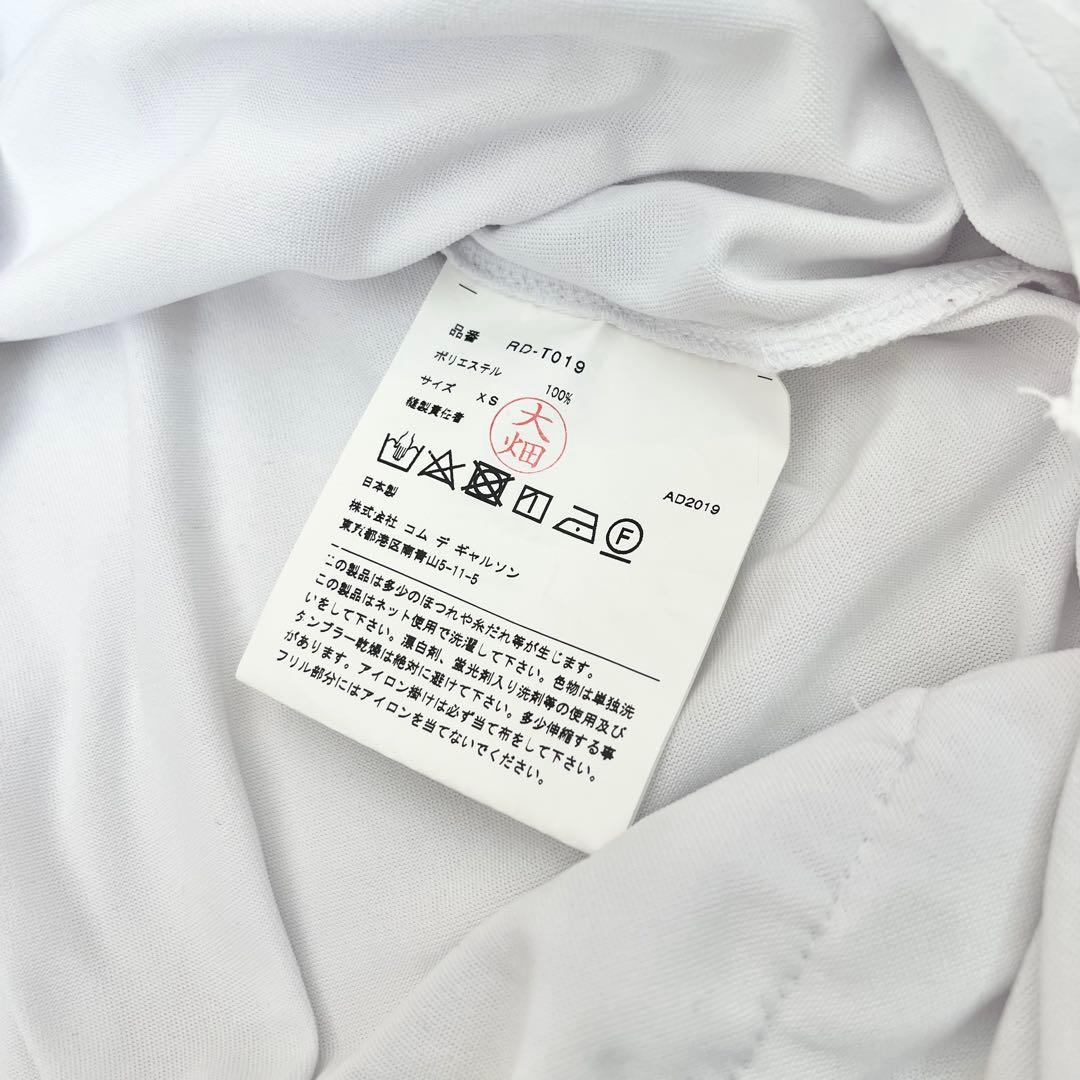 品番 RD-T019
ポリエステル 100%
サイズ XS
縫製責任者
大畑
F
日本製
AD2019
株式会社 コム デ ギャルソン
東京都港区南青山5-11-5
この製品は多少のほつれや糸だれ等が生じます。
この製品はネット使用で洗濯して下さい。色物は単独洗
いをして下さい。漂白剤、蛍光剤入り洗剤等の使用及び
タンブラー乾燥は絶対に避けて下さい。多少伸縮する事
があります。アイロン掛けは必ず当て布をして下さい。
フリル部分にはアイロンを当てないでください。